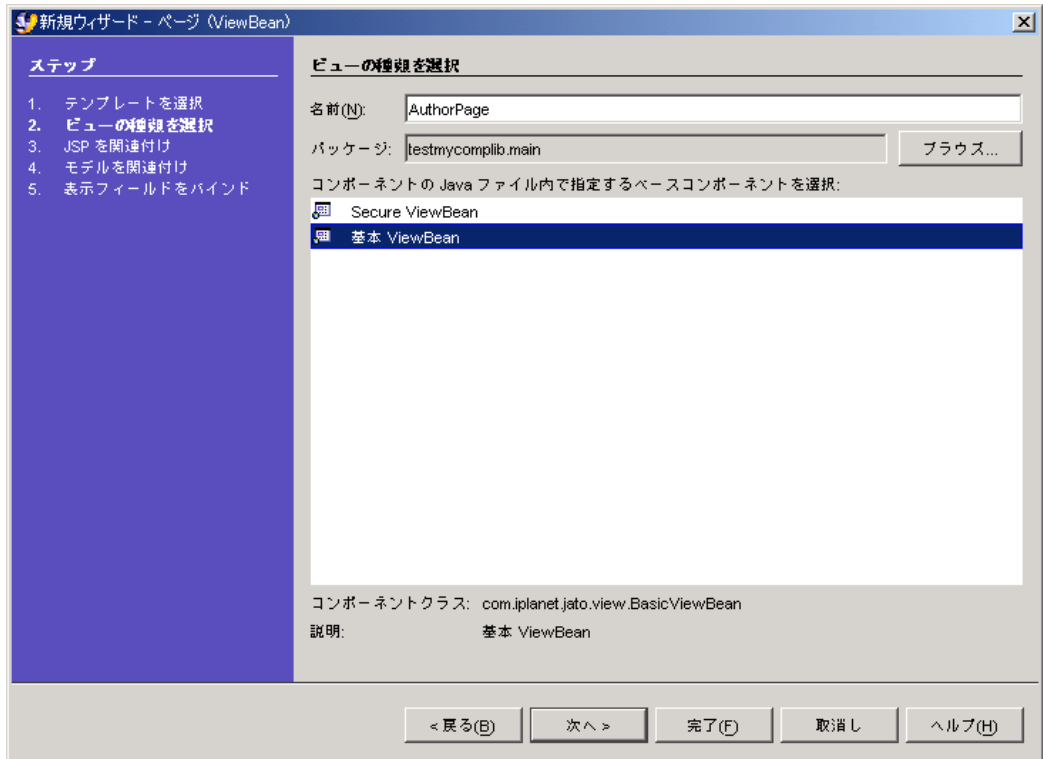 新規ウィザード - ページ (ViewBean)
ステップ
1. テンプレートを選択
2. ビューの種類を選択
3. JSP を関連付け
4. モデルを関連付け
5. 表示フィールドをバインド
ビューの種類を選択
名前(N): AuthorPage
パッケージ: testmycomplib.main ブラウズ...
コンポーネントの Java ファイル内で指定するベースコンポーネントを選択:
Secure ViewBean
基本 ViewBean
コンポーネントクラス: com.iplanet.jato.view.BasicViewBean
説明: 基本 ViewBean
< 戻る(B) 次へ > 完了(F) 取消し ヘルプ(H)